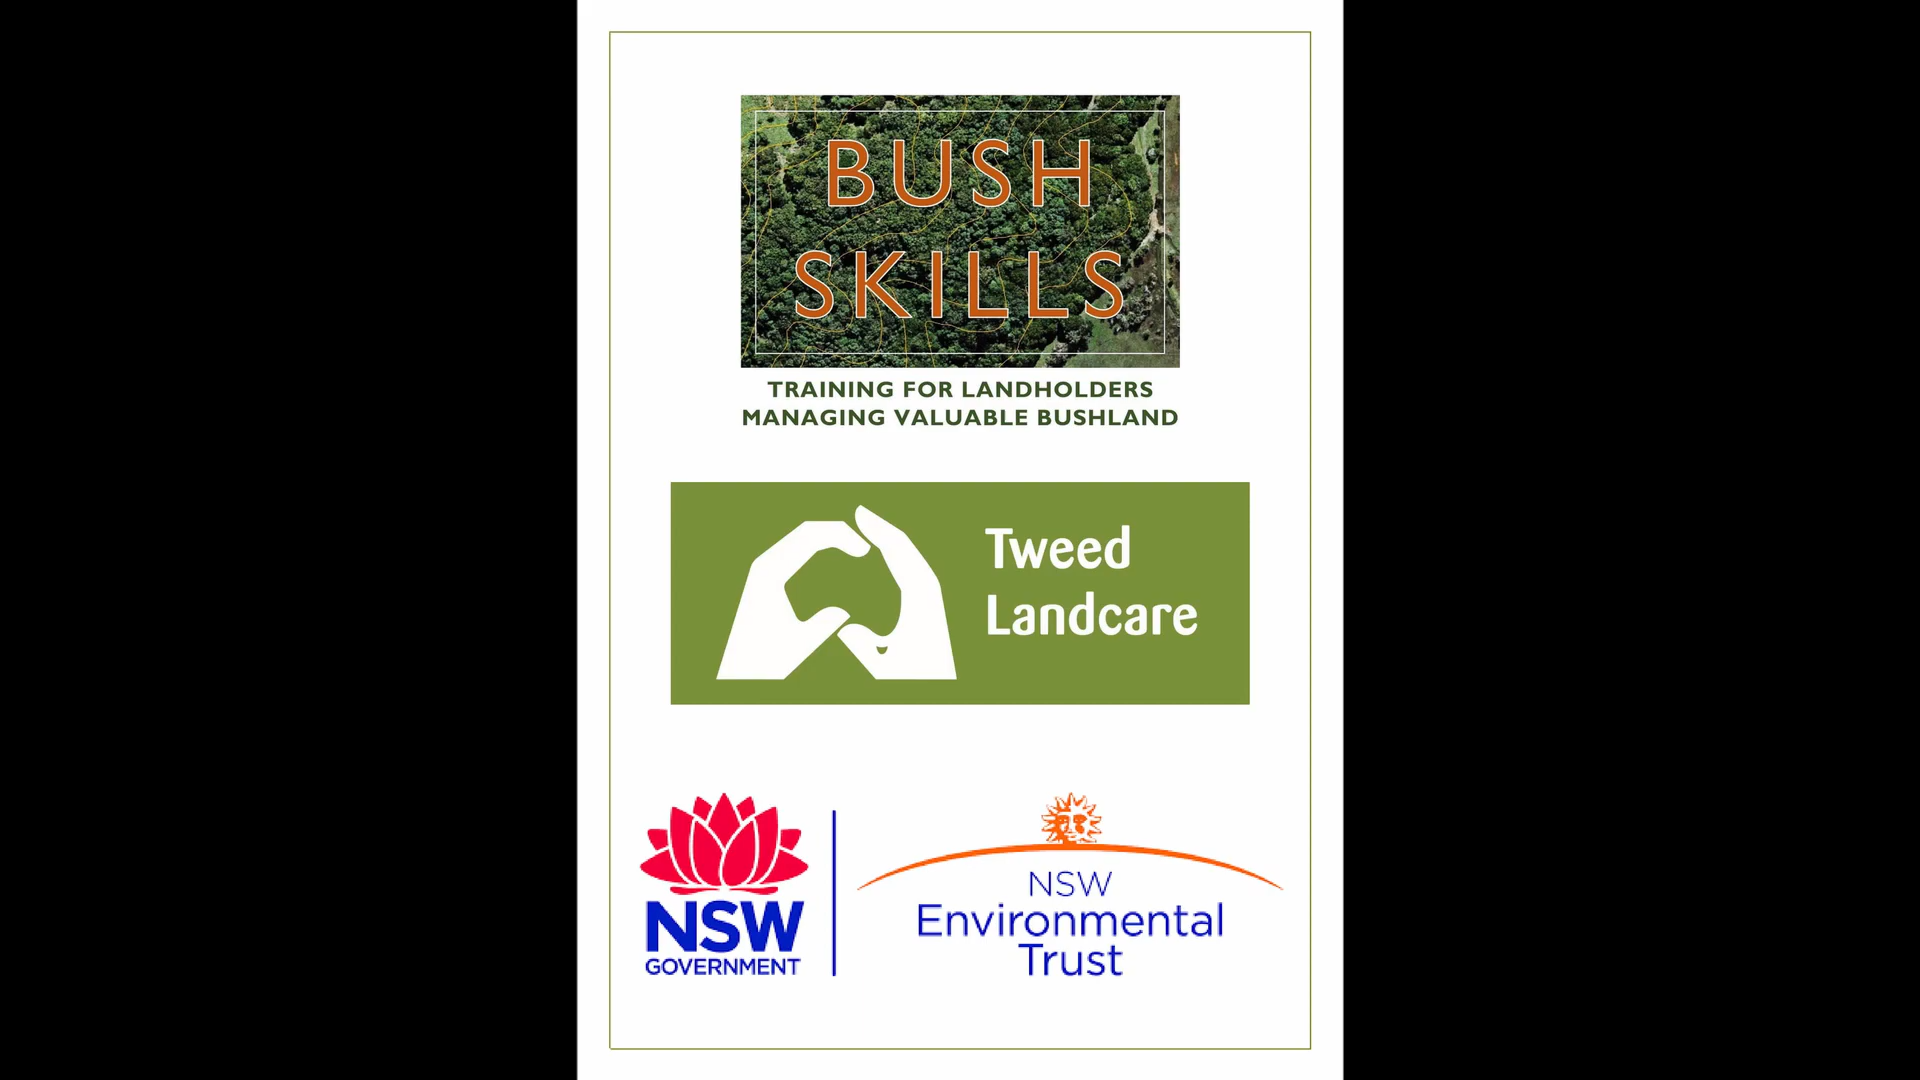 BUSH
SKILLS
TRAINING FOR LANDHOLDERS
MANAGING VALUABLE BUSHLAND
Tweed
Landcare
NSW
GOVERNMENT
NSW
Environmental
Trust